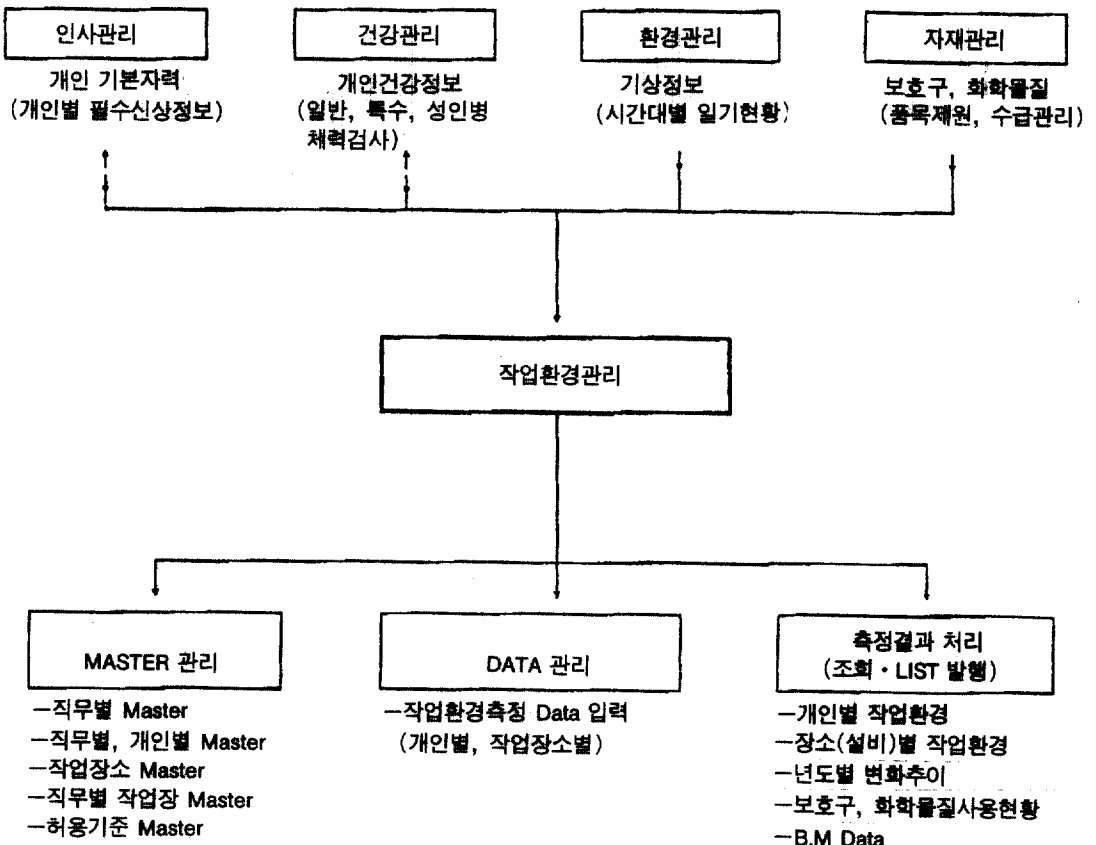 인사관리
건강관리
환경관리
자재관리
개인 기본자력
(개인별 필수신상정보)
개인건강정보
(일반, 특수, 성인병
체력검사)
기상정보
(시간대별 일기현황)
보호구, 화학물질
(품목제원, 수급관리)
작업환경관리
MASTER 관리
—직무별 Master
—직무별, 개인별 Master
—작업장소 Master
—직무별 작업장 Master
—허용기준 Master
DATA 관리
—작업환경측정 Data 입력
(개인별, 작업장소별)
측정결과 처리
(조회・LIST 발행)
—개인별 작업환경
—장소(설비)별 작업환경
—년도별 변화추이
—보호구, 화학물질사용현황
—B.M Data